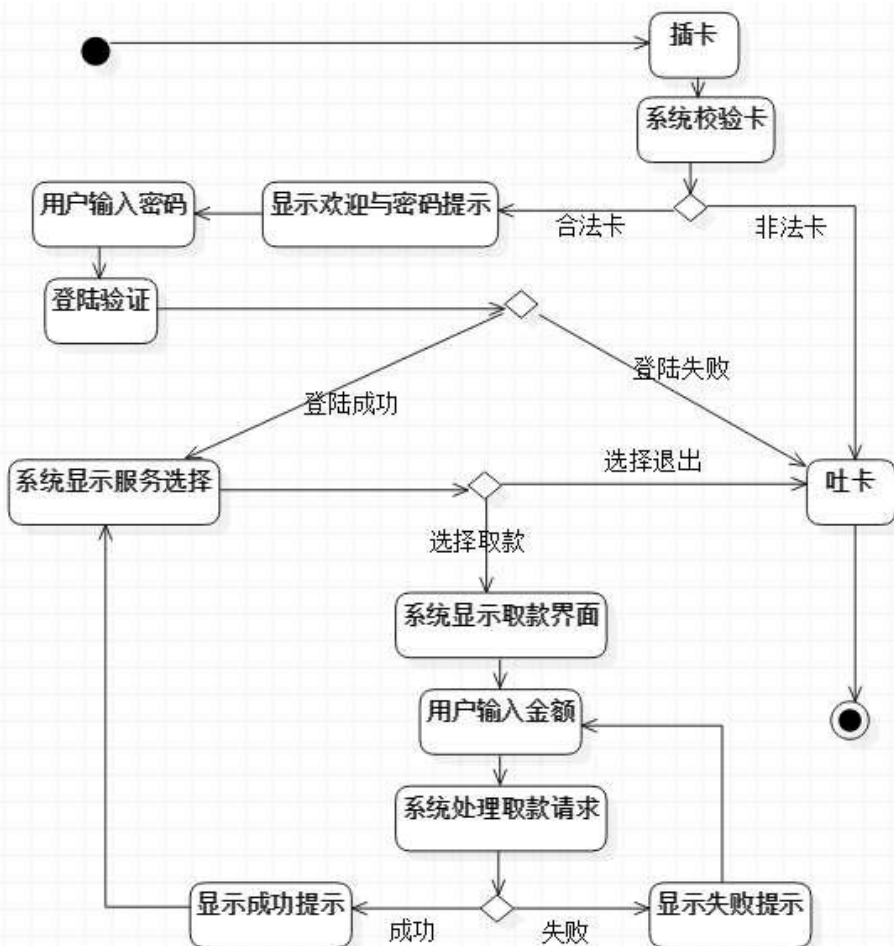 插卡
系统校验卡
用户输入密码
显示欢迎与密码提示
合法卡
非法卡
登陆验证
登陆失败
登陆成功
系统显示服务选择
选择退出
吐卡
选择取款
系统显示取款界面
用户输入金额
系统处理取款请求
显示成功提示
成功
失败
显示失败提示